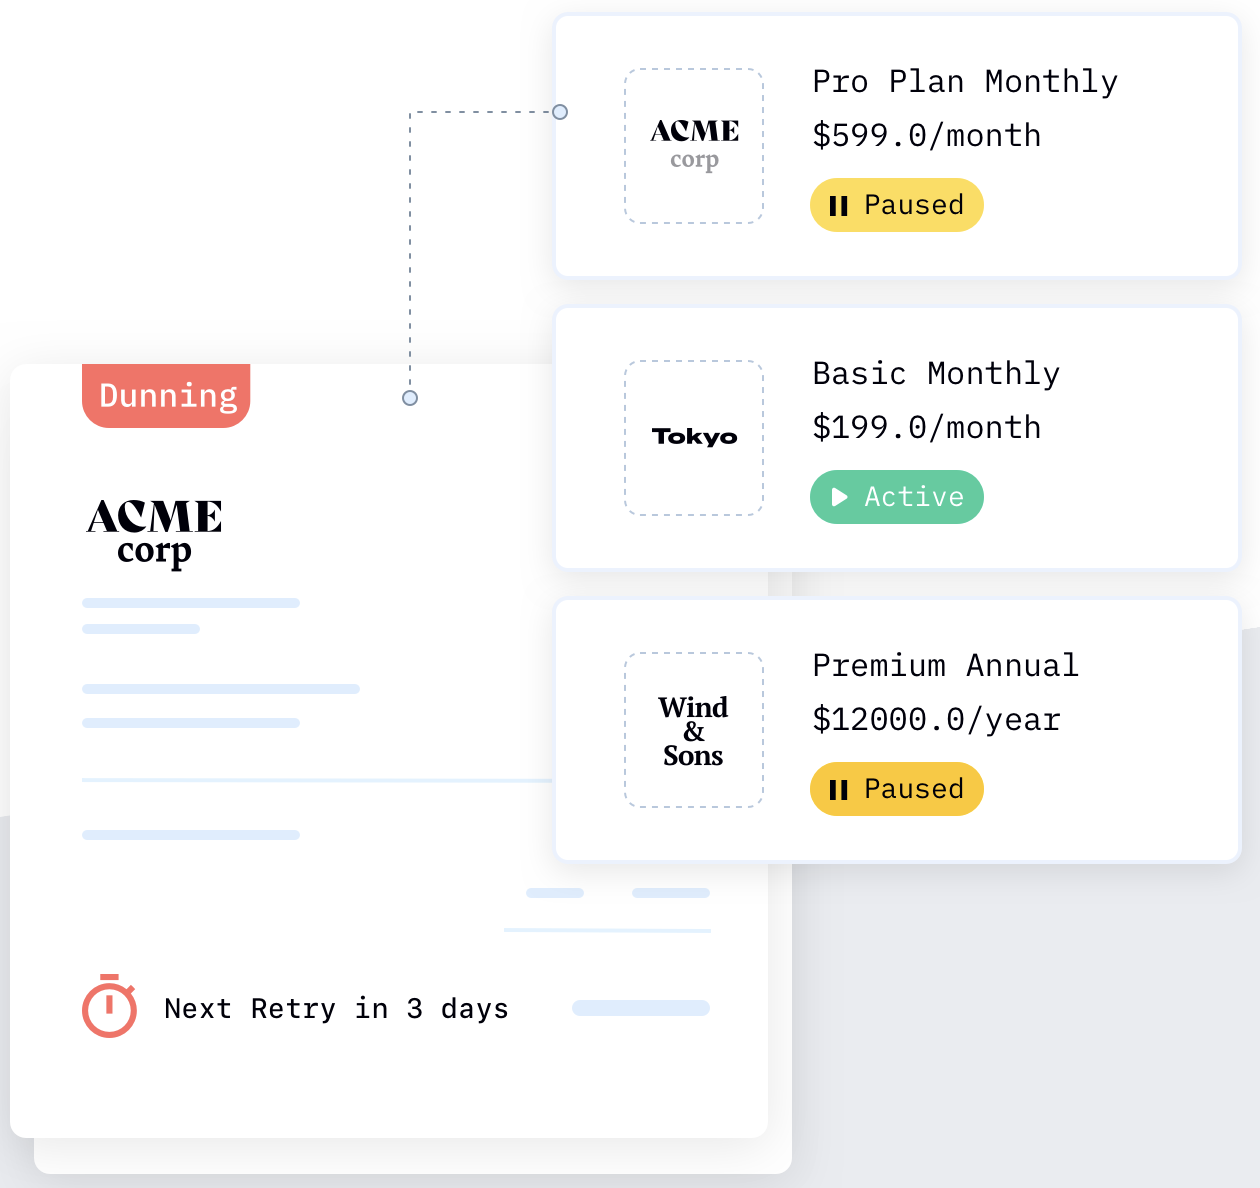 ACME
corp
Pro Plan Monthly
$599.0/month
Paused
Tokyo
Basic Monthly
$199.0/month
Active
Wind
&
Sons
Premium Annual
$12000.0/year
Paused
Dunning
ACME
corp
Next Retry in 3 days